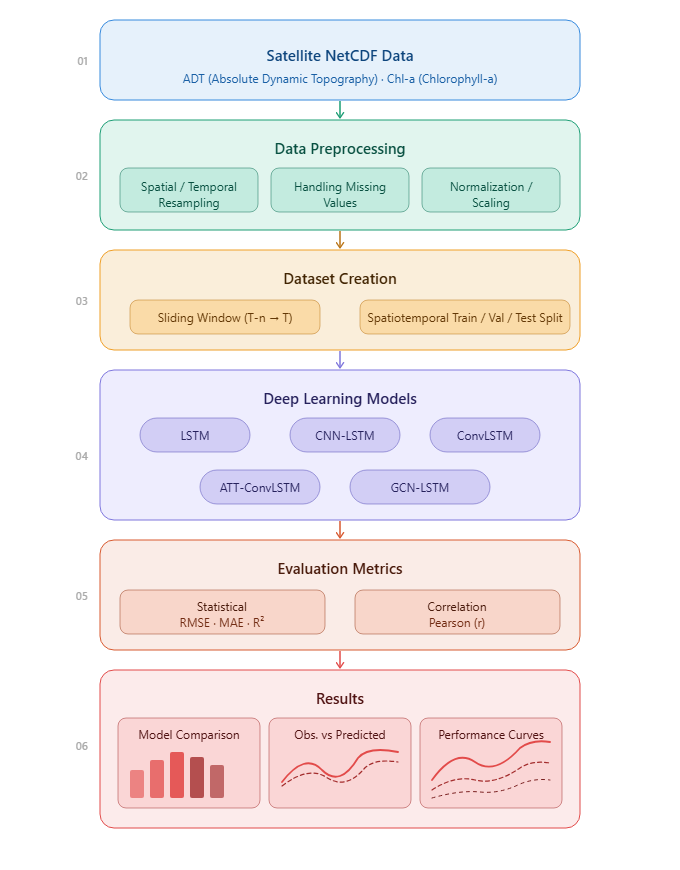 01
Satellite NetCDF Data
ADT (Absolute Dynamic Topography) · Chl-a (Chlorophyll-a)
02
Data Preprocessing
Spatial / Temporal
Resampling
Handling Missing
Values
Normalization /
Scaling
03
Dataset Creation
Sliding Window (T-n → T)
Spatiotemporal Train / Val / Test Split
04
Deep Learning Models
LSTM
CNN-LSTM
ConvLSTM
ATT-ConvLSTM
GCN-LSTM
05
Evaluation Metrics
Statistical
RMSE · MAE · R²
Correlation
Pearson (r)
06
Results
Model Comparison
Obs. vs Predicted
Performance Curves